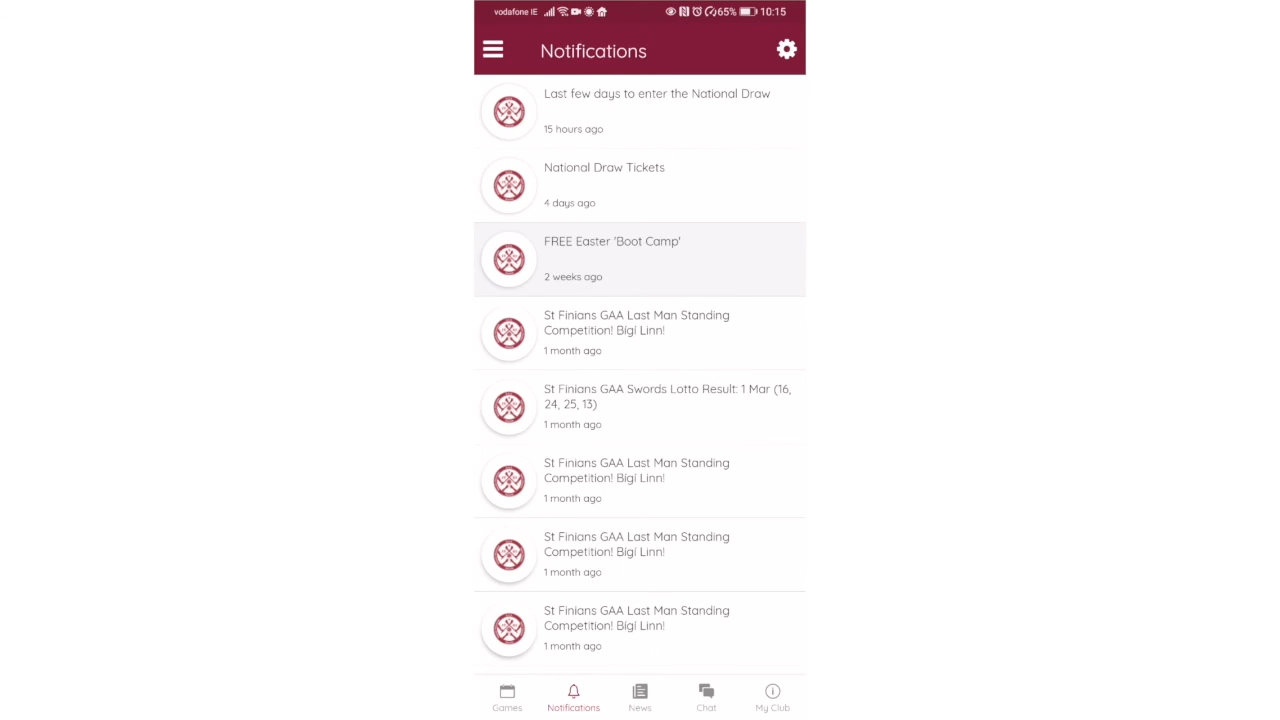 vodafone IE 65% 10:15
Notifications
Last few days to enter the National Draw
15 hours ago
National Draw Tickets
4 days ago
FREE Easter 'Boot Camp'
2 weeks ago
St Finians GAA Last Man Standing
Competition! Bígí Linn!
1 month ago
St Finians GAA Swords Lotto Result: 1 Mar (16,
24, 25, 13)
1 month ago
St Finians GAA Last Man Standing
Competition! Bígí Linn!
1 month ago
St Finians GAA Last Man Standing
Competition! Bígí Linn!
1 month ago
St Finians GAA Last Man Standing
Competition! Bígí Linn!
1 month ago
Games Notifications News Chat My Club